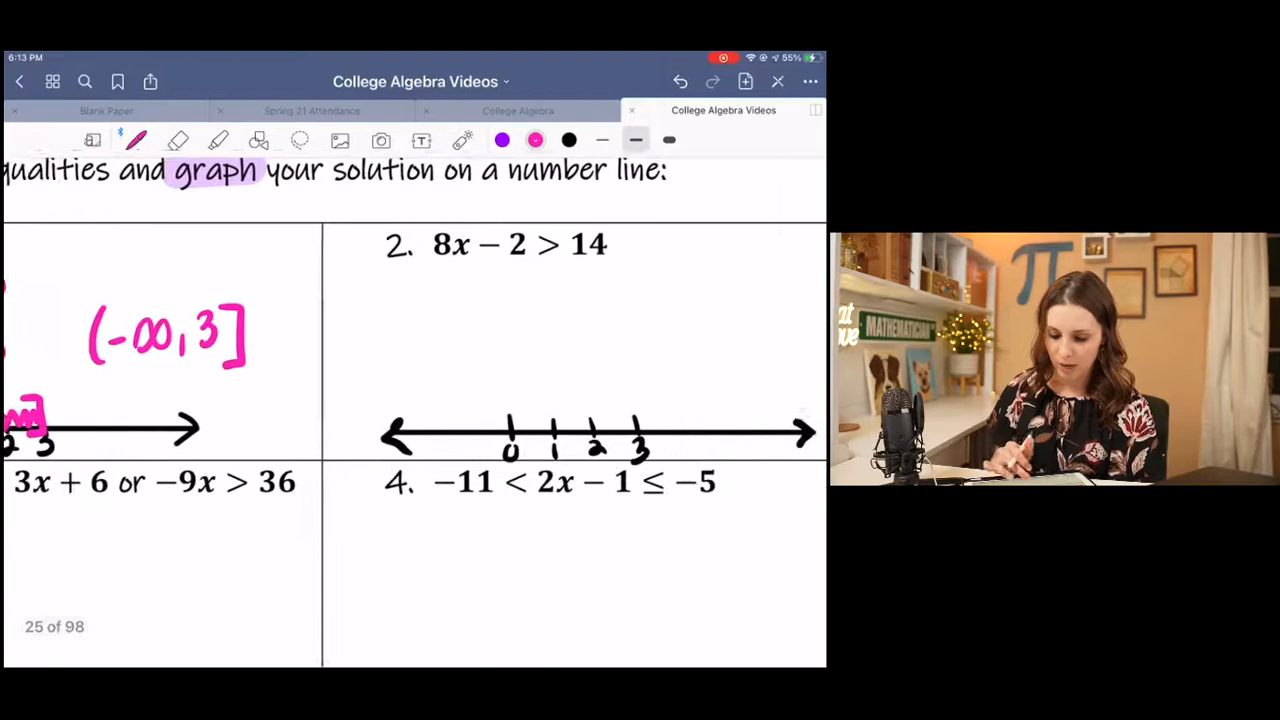 6:13 PM
55%
College Algebra Videos
Blank Paper
Spring 21 Attendance
College Algebra
College Algebra Videos
qualities and graph your solution on a number line:
2. 8x − 2 > 14
(-∞, 3]
MATHEMATICIAN
2 3
0 1 2 3
3x + 6 or −9x > 36
4. −11 < 2x − 1 ≤ −5
25 of 98